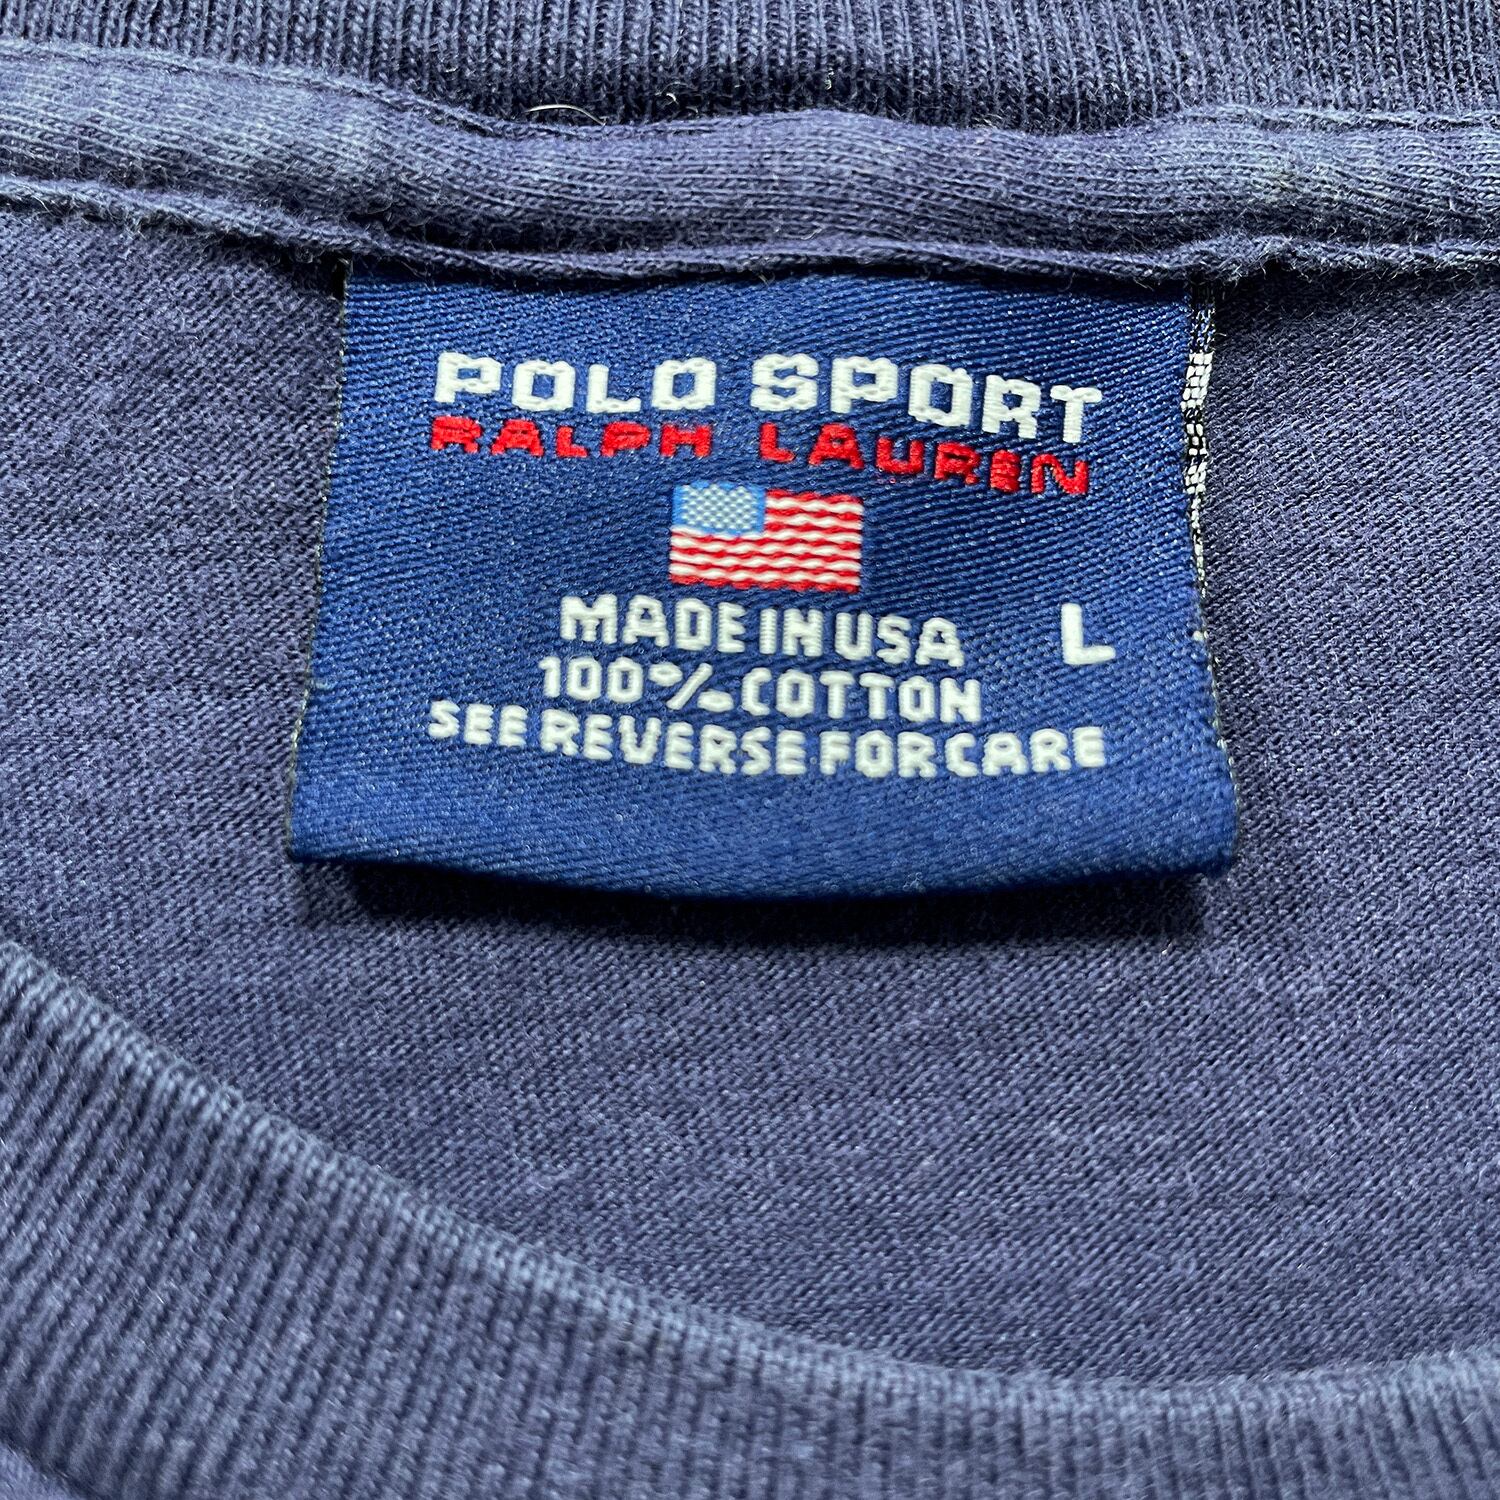 POLO SPORT
RALPH LAUREN
MADE IN USA L
100% COTTON
SEE REVERSE FOR CARE